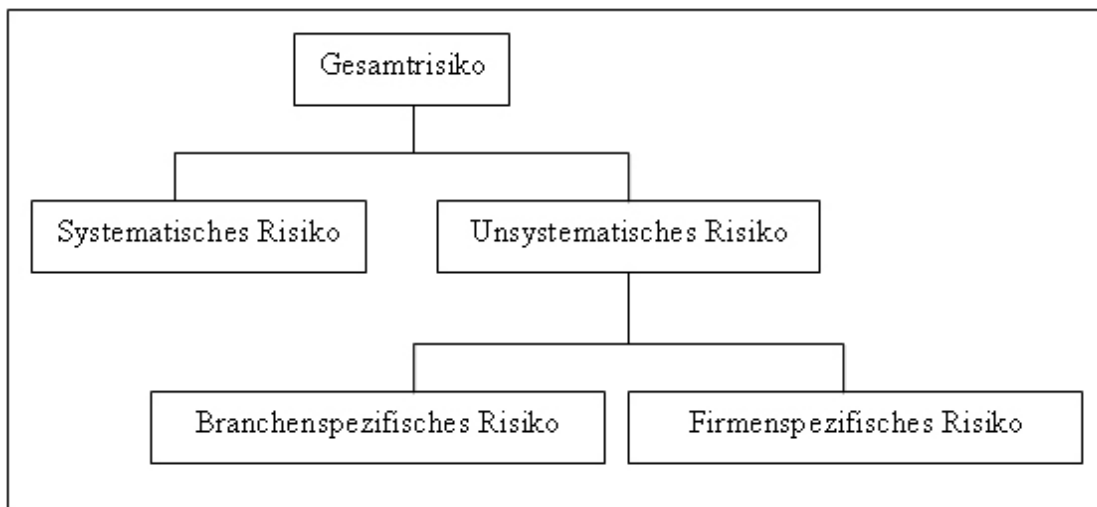 Gesamtrisiko
Systematisches Risiko
Unsystematisches Risiko
Branchenspezifisches Risiko
Firmenspezifisches Risiko